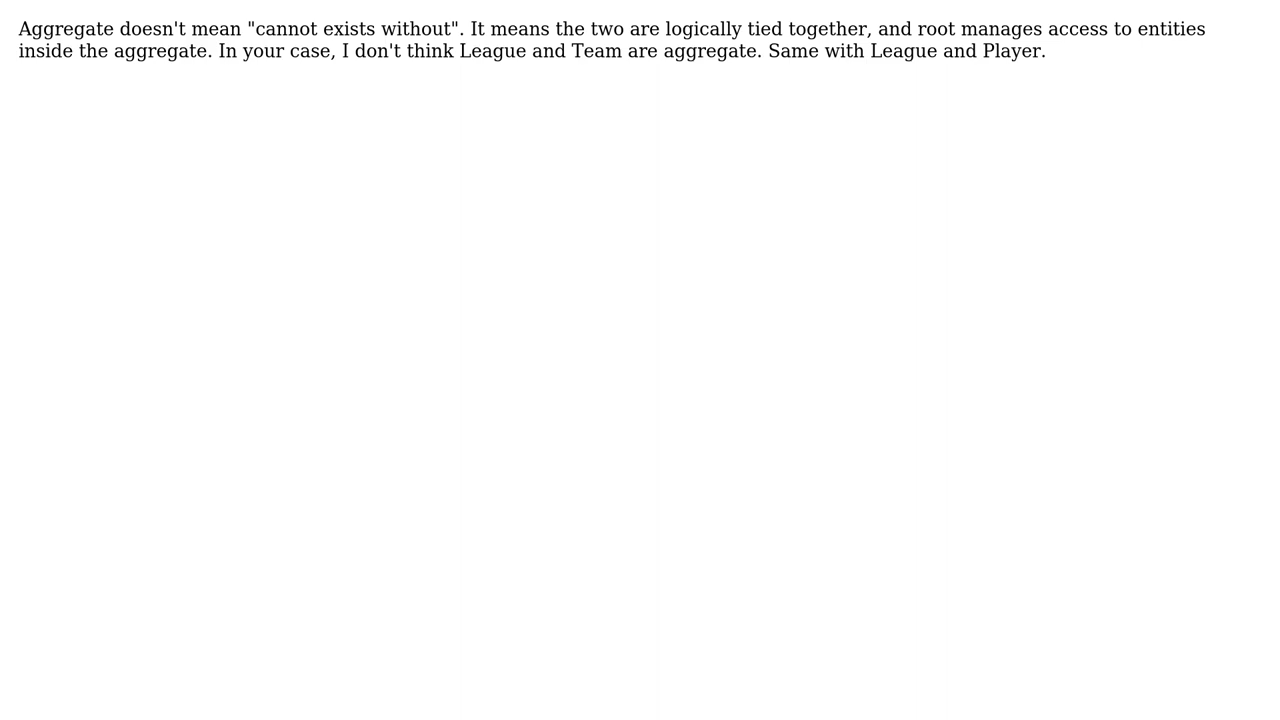 Aggregate doesn't mean "cannot exists without". It means the two are logically tied together, and root manages access to entities
inside the aggregate. In your case, I don't think League and Team are aggregate. Same with League and Player.